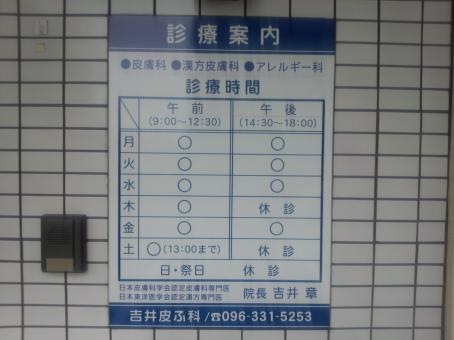 診療案内
●皮膚科 ●漢方皮膚科 ●アレルギー科
診療時間
午前 午後
(9:00〜12:30) (14:30〜18:00)
月 ○ ○
火 ○ ○
水 ○ ○
木 ○ 休診
金 ○ ○
土 ○(13:00まで) 休診
日・祭日 休診
日本皮膚科学会認定皮膚科専門医
日本東洋医学会認定漢方専門医
院長 吉井 章
吉井皮ふ科/☎096-331-5253